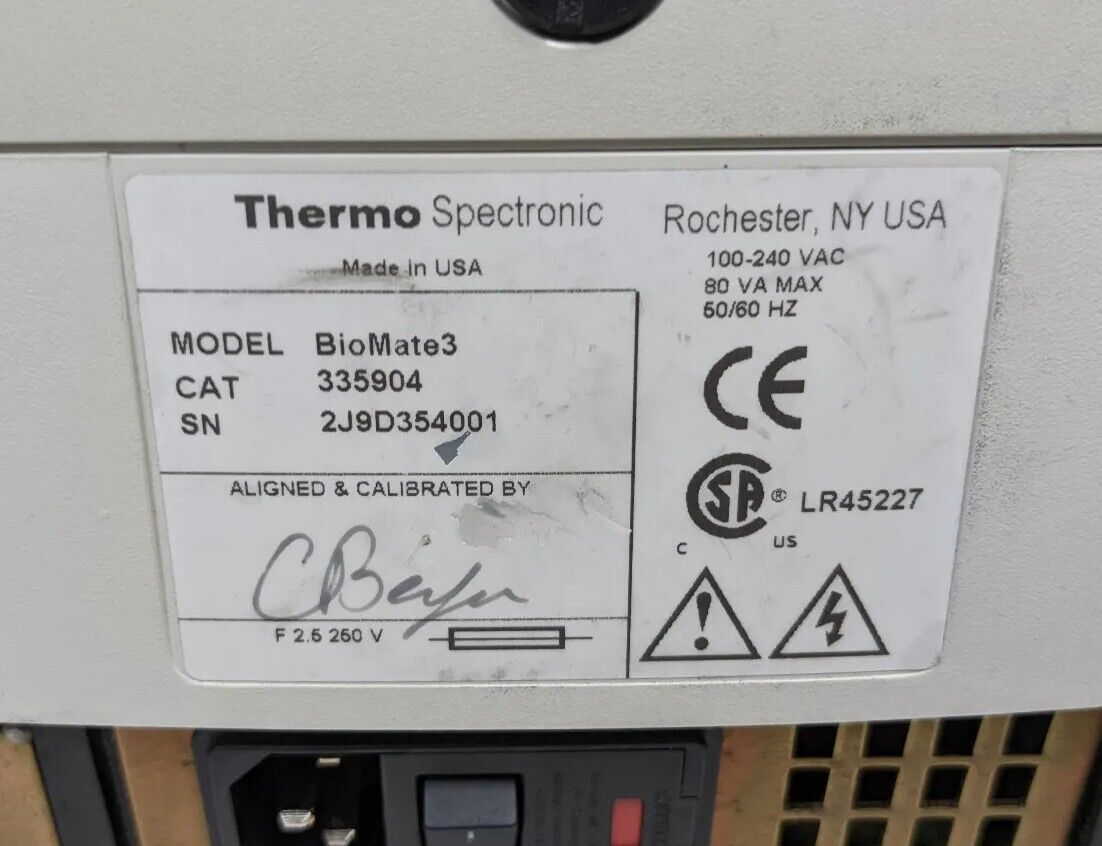 Thermo Spectronic
Made in USA
Rochester, NY USA
100-240 VAC
80 VA MAX
50/60 HZ
MODEL BioMate3
CAT 335904
SN 2J9D354001
ALIGNED & CALIBRATED BY
F 2.5 250 V
CE
CSA ® LR45227
C US